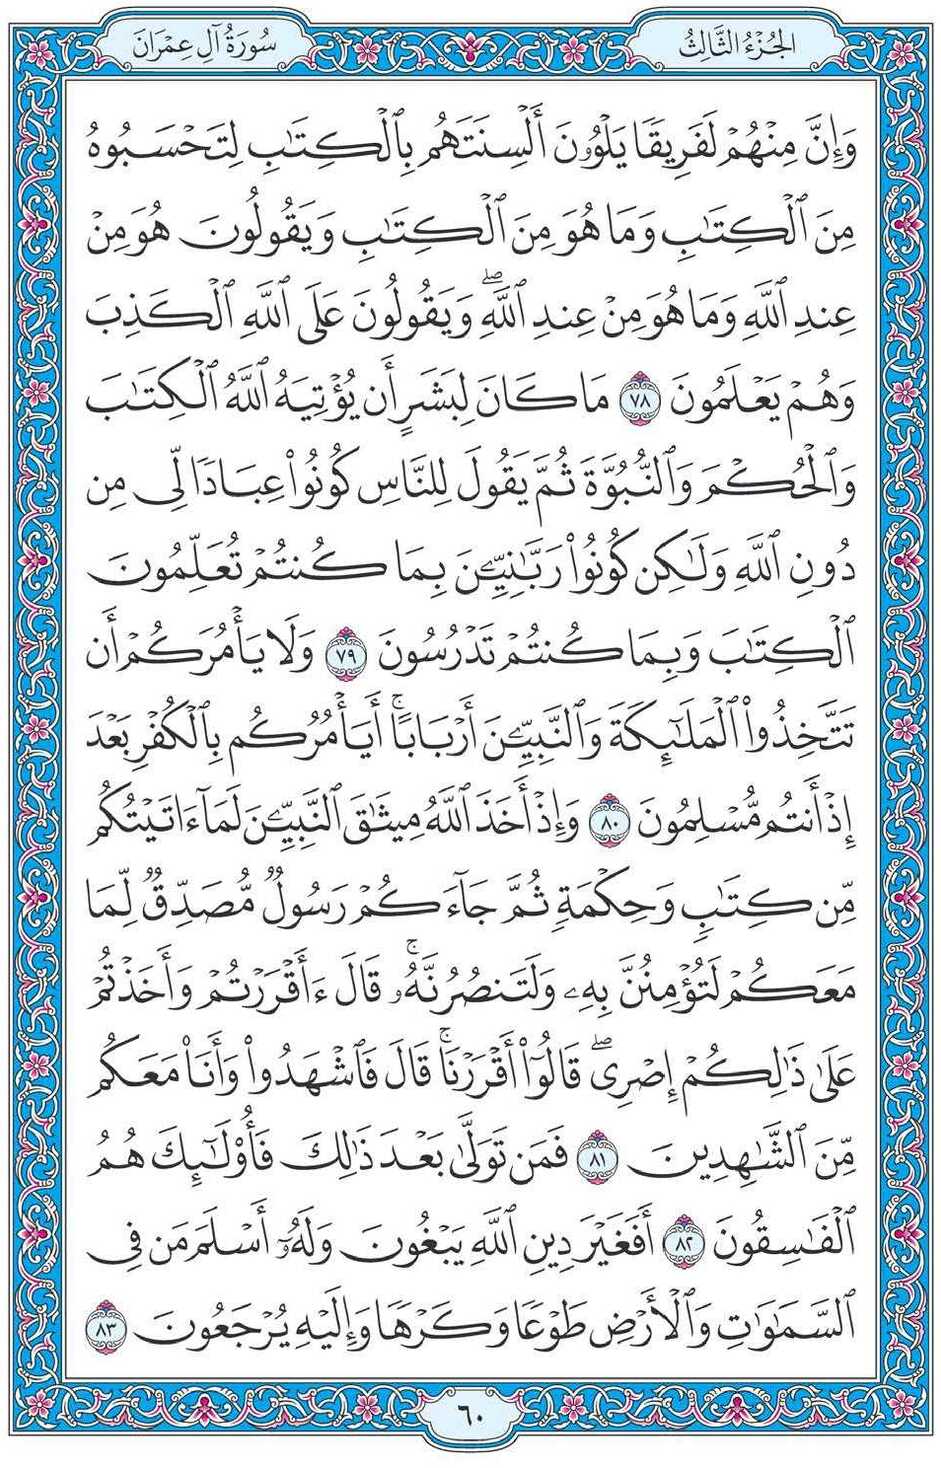 سُورَةُ آلِ عِمْرَانَ
الجُزْءُ الثَّالِثُ
وَإِنَّ مِنْهُمْ لَفَرِيقًا يَلْوُۥنَ أَلْسِنَتَهُم بِٱلْكِتَٰبِ لِتَحْسَبُوهُ
مِنَ ٱلْكِتَٰبِ وَمَا هُوَ مِنَ ٱلْكِتَٰبِ وَيَقُولُونَ هُوَ مِنْ
عِندِ ٱللَّهِ وَمَا هُوَ مِنْ عِندِ ٱللَّهِۖ وَيَقُولُونَ عَلَى ٱللَّهِ ٱلْكَذِبَ
وَهُمْ يَعْلَمُونَ ٧٨ مَا كَانَ لِبَشَرٍ أَن يُؤْتِيَهُ ٱللَّهُ ٱلْكِتَٰبَ
وَٱلْحُكْمَ وَٱلنُّبُوَّةَ ثُمَّ يَقُولَ لِلنَّاسِ كُونُوا۟ عِبَادًا لِّى مِن
دُونِ ٱللَّهِ وَلَٰكِن كُونُوا۟ رَبَّٰنِيِّۦنَ بِمَا كُنتُمْ تُعَلِّمُونَ
ٱلْكِتَٰبَ وَبِمَا كُنتُمْ تَدْرُسُونَ ٧٩ وَلَا يَأْمُرَكُمْ أَن
تَتَّخِذُوا۟ ٱلْمَلَٰٓئِكَةَ وَٱلنَّبِيِّۦنَ أَرْبَابًاۚ أَيَأْمُرُكُم بِٱلْكُفْرِ بَعْدَ
إِذْ أَنتُم مُّسْلِمُونَ ٨٠ وَإِذْ أَخَذَ ٱللَّهُ مِيثَٰقَ ٱلنَّبِيِّۦنَ لَمَآ ءَاتَيْتُكُم
مِّن كِتَٰبٍ وَحِكْمَةٍ ثُمَّ جَآءَكُمْ رَسُولٌ مُّصَدِّقٌ لِّمَا
مَعَكُمْ لَتُؤْمِنُنَّ بِهِۦ وَلَتَنصُرُنَّهُۥۚ قَالَ ءَأَقْرَرْتُمْ وَأَخَذْتُمْ
عَلَىٰ ذَٰلِكُمْ إِصْرِىۖ قَالُوٓا۟ أَقْرَرْنَاۚ قَالَ فَٱشْهَدُوا۟ وَأَنَا۠ مَعَكُم
مِّنَ ٱلشَّٰهِدِينَ ٨١ فَمَن تَوَلَّىٰ بَعْدَ ذَٰلِكَ فَأُو۟لَٰٓئِكَ هُمُ
ٱلْفَٰسِقُونَ ٨٢ أَفَغَيْرَ دِينِ ٱللَّهِ يَبْغُونَ وَلَهُۥٓ أَسْلَمَ مَن فِى
ٱلسَّمَٰوَٰتِ وَٱلْأَرْضِ طَوْعًا وَكَرْهًا وَإِلَيْهِ يُرْجَعُونَ ٨٣
٦٠